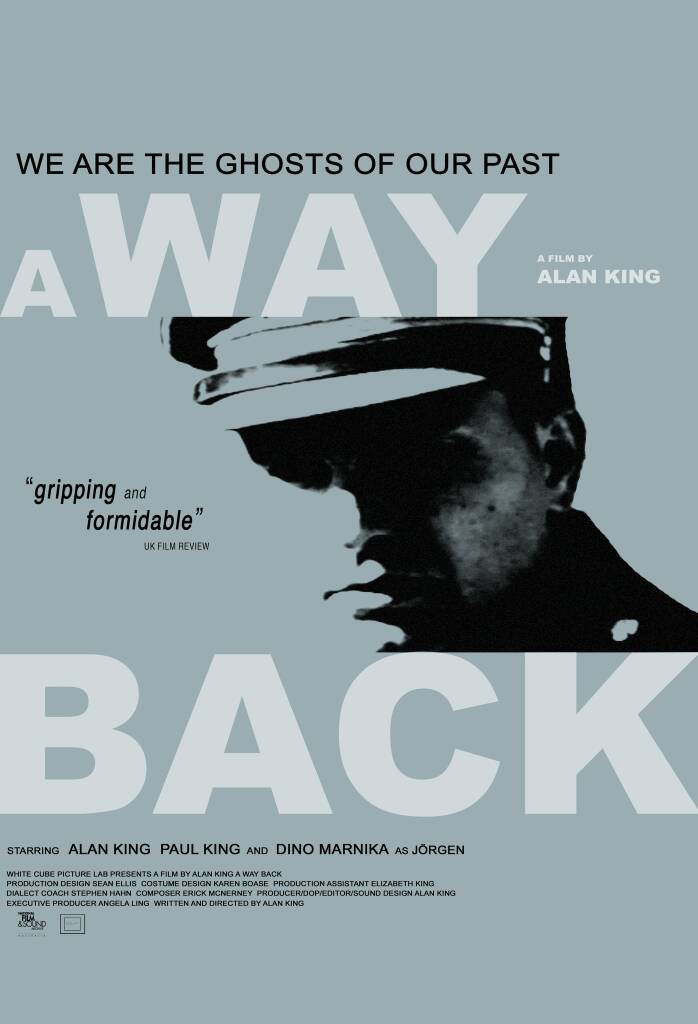 WE ARE THE GHOSTS OF OUR PAST
A WAY
A FILM BY
ALAN KING
“gripping and
formidable”
UK FILM REVIEW
BACK
STARRING ALAN KING PAUL KING AND DINO MARNIKA AS JÖRGEN
WHITE CUBE PICTURE LAB PRESENTS A FILM BY ALAN KING A WAY BACK
PRODUCTION DESIGN SEAN ELLIS COSTUME DESIGN KAREN BOASE PRODUCTION ASSISTANT ELIZABETH KING
DIALECT COACH STEPHEN HAHN COMPOSER ERICK MCNERNEY PRODUCER/DOP/EDITOR/SOUND DESIGN ALAN KING
EXECUTIVE PRODUCER ANGELA LING WRITTEN AND DIRECTED BY ALAN KING
NATIONAL
FILM
&SOUND